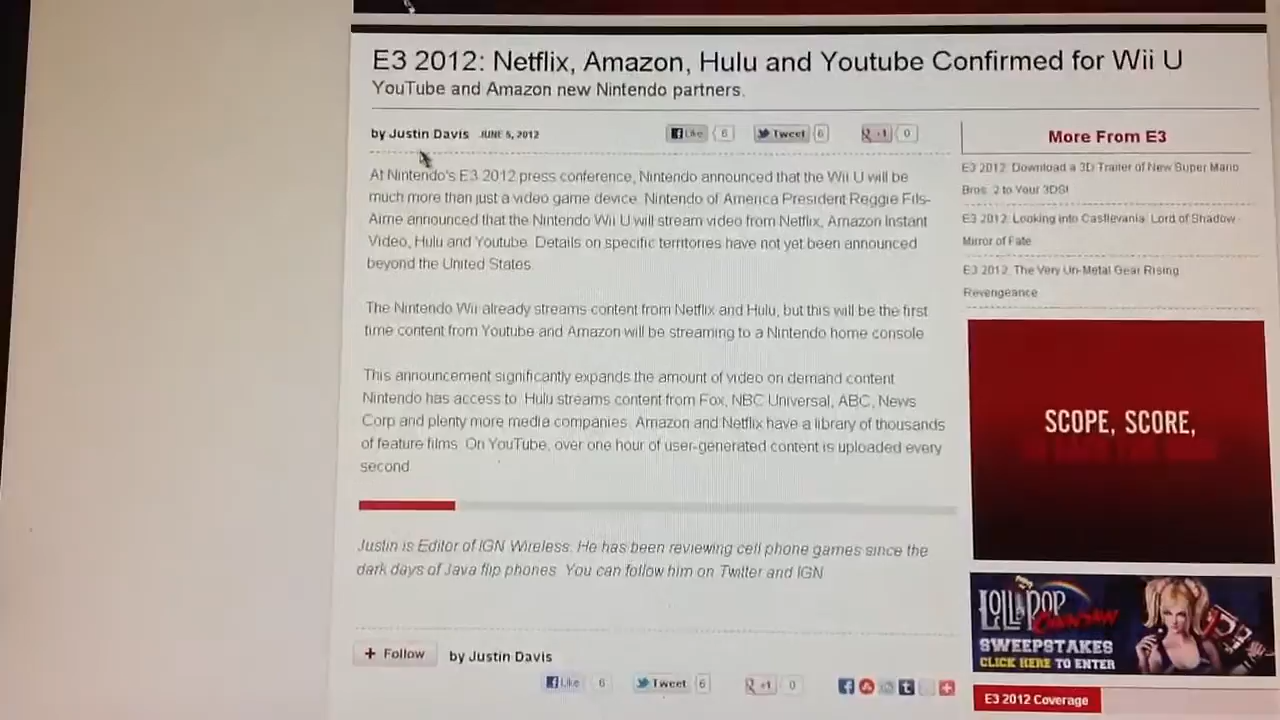 E3 2012: Netflix, Amazon, Hulu and Youtube Confirmed for Wii U
YouTube and Amazon new Nintendo partners.
by Justin Davis JUNE 5, 2012
Like 6 Tweet 6 +1 0
At Nintendo's E3 2012 press conference, Nintendo announced that the Wii U will be
much more than just a video game device. Nintendo of America President Reggie Fils-
Aime announced that the Nintendo Wii U will stream video from Netflix, Amazon Instant
Video, Hulu and Youtube. Details on specific territories have not yet been announced
beyond the United States.
The Nintendo Wii already streams content from Netflix and Hulu, but this will be the first
time content from Youtube and Amazon will be streaming to a Nintendo home console.
This announcement significantly expands the amount of video on demand content
Nintendo has access to. Hulu streams content from Fox, NBC Universal, ABC, News
Corp and plenty more media companies. Amazon and Netflix have a library of thousands
of feature films. On YouTube, over one hour of user-generated content is uploaded every
second.
Justin is Editor of IGN Wireless. He has been reviewing cell phone games since the
dark days of Java flip phones. You can follow him on Twitter and IGN
+ Follow by Justin Davis
Like 6 Tweet 6 +1 0
More From E3
E3 2012: Download a 3D Trailer of New Super Mario
Bros. 2 to Your 3DS!
E3 2012: Looking into Castlevania: Lord of Shadow -
Mirror of Fate
E3 2012: The Very Un-Metal Gear Rising:
Revengeance
SCOPE, SCORE,
LOLLIPOP
CHAINSAW
SWEEPSTAKES
CLICK HERE TO ENTER
E3 2012 Coverage